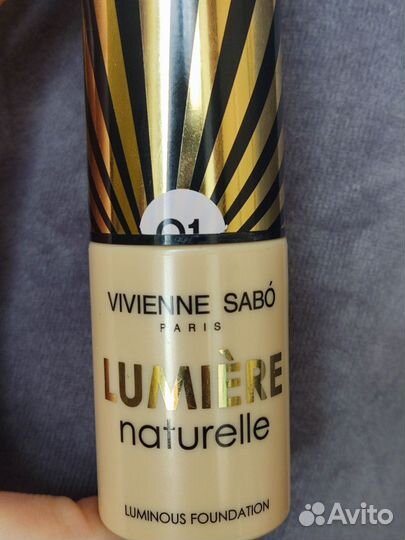 01
VIVIENNE SABÓ
PARIS
LUMIÈRE
naturelle
LUMINOUS FOUNDATION
Avito